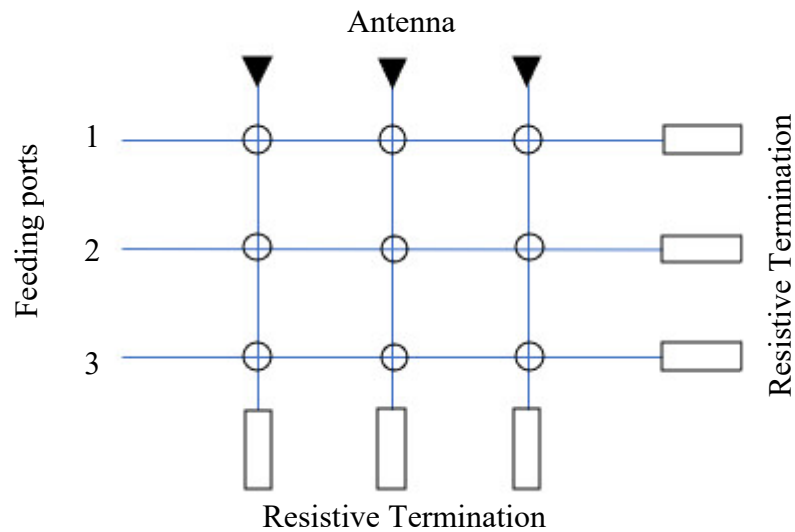 Antenna
Feeding ports
1
2
3
Resistive Termination
Resistive Termination